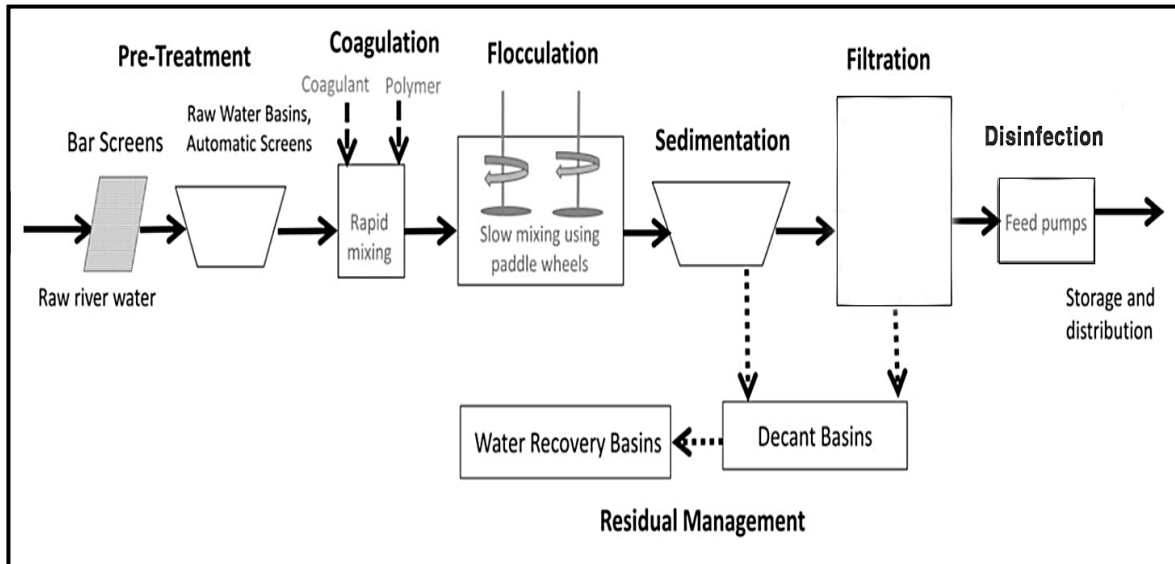 Pre-Treatment
Coagulation
Flocculation
Filtration
Coagulant
Polymer
Raw Water Basins,
Automatic Screens
Bar Screens
Sedimentation
Disinfection
Rapid
mixing
Slow mixing using
paddle wheels
Feed pumps
Raw river water
Storage and
distribution
Water Recovery Basins
Decant Basins
Residual Management